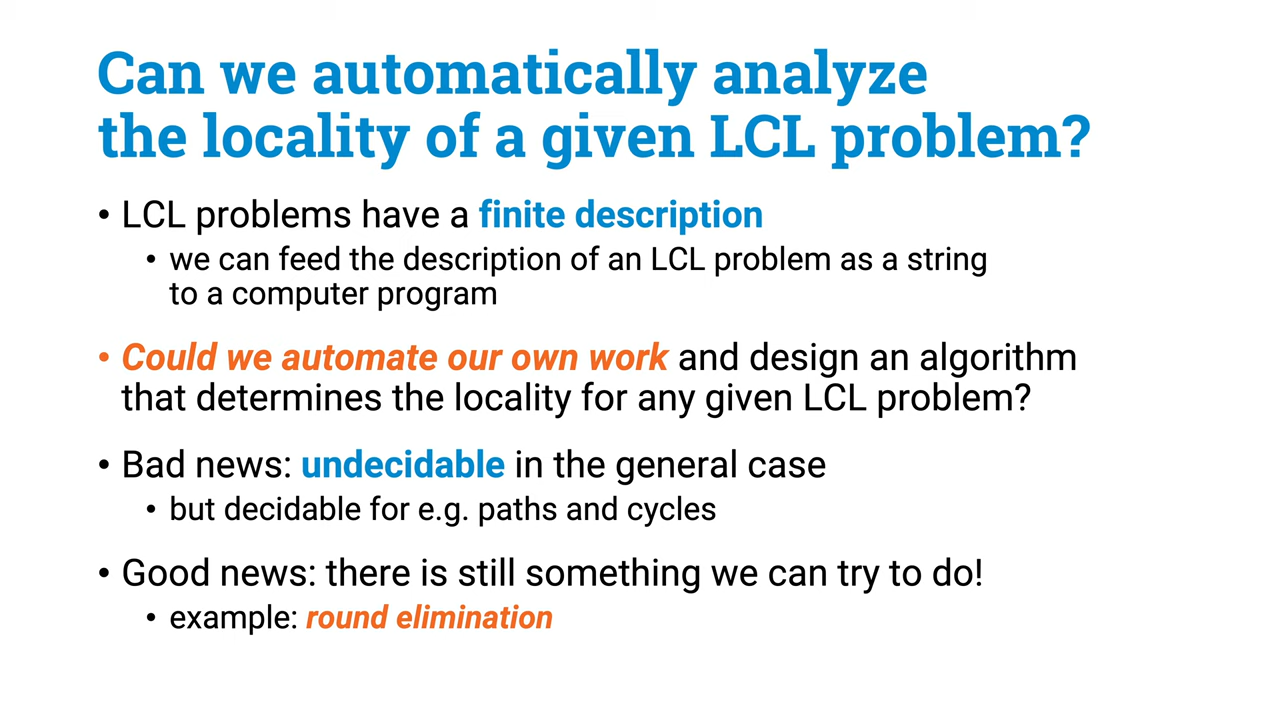 Can we automatically analyze
the locality of a given LCL problem?
• LCL problems have a finite description
• we can feed the description of an LCL problem as a string
to a computer program
• Could we automate our own work and design an algorithm
that determines the locality for any given LCL problem?
• Bad news: undecidable in the general case
• but decidable for e.g. paths and cycles
• Good news: there is still something we can try to do!
• example: round elimination